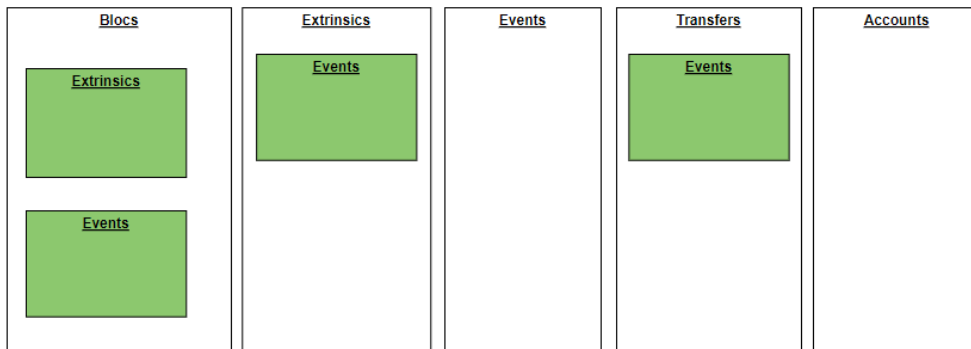 Blocs
Extrinsics
Events
Extrinsics
Events
Events
Transfers
Events
Accounts